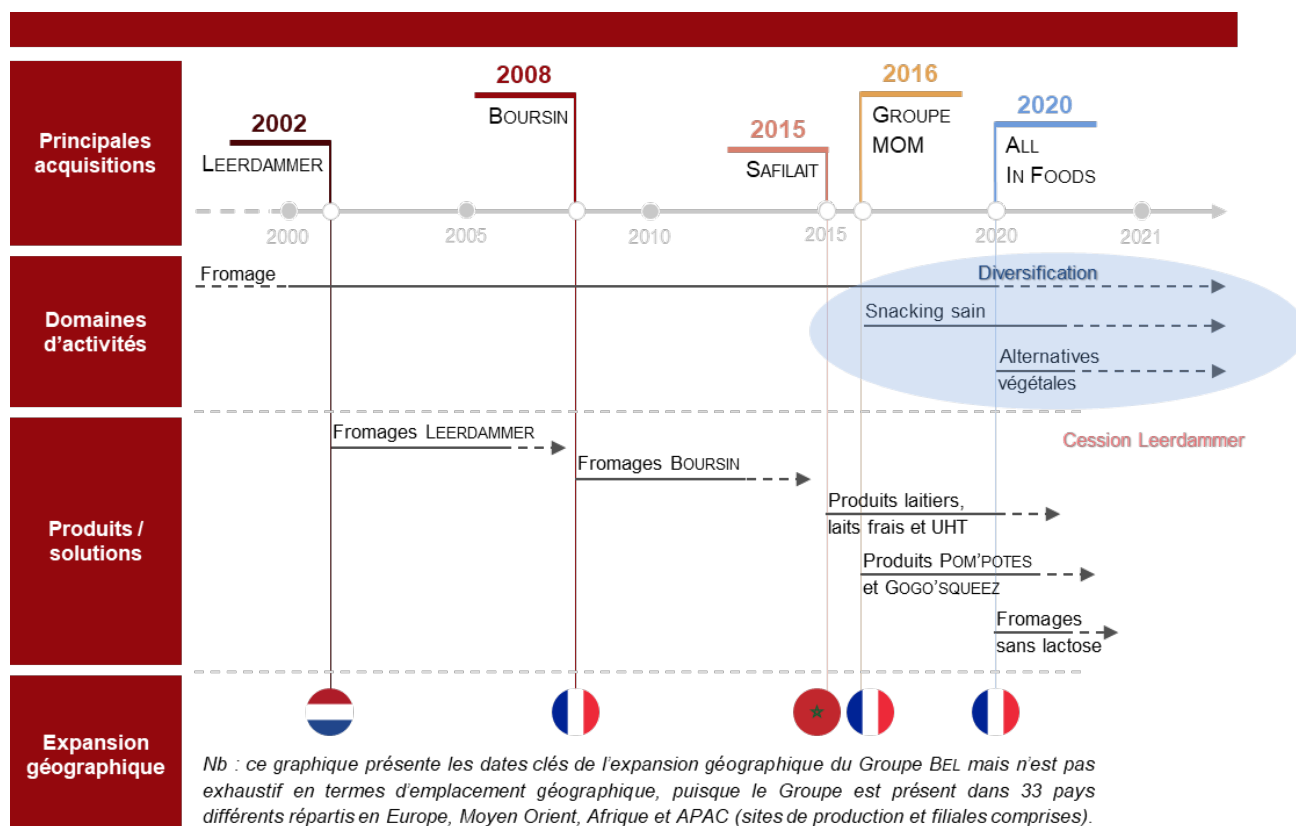 Principales
acquisitions
2002
LEERDAMMER
2008
BOURSIN
2015
SAFILAIT
2016
GROUPE
MOM
2020
ALL
IN FOODS
2000
2005
2010
2015
2020
2021
Domaines
d'activités
Fromage
Diversification
Snacking sain
Alternatives
végétales
Produits /
solutions
Fromages LEERDAMMER
Cession Leerdammer
Fromages BOURSIN
Produits laitiers,
laits frais et UHT
Produits POM'POTES
et GOGO'SQUEEZ
Fromages
sans lactose
Expansion
géographique
Nb : ce graphique présente les dates clés de l'expansion géographique du Groupe BEL mais n'est pas
exhaustif en termes d'emplacement géographique, puisque le Groupe est présent dans 33 pays
différents répartis en Europe, Moyen Orient, Afrique et APAC (sites de production et filiales comprises).